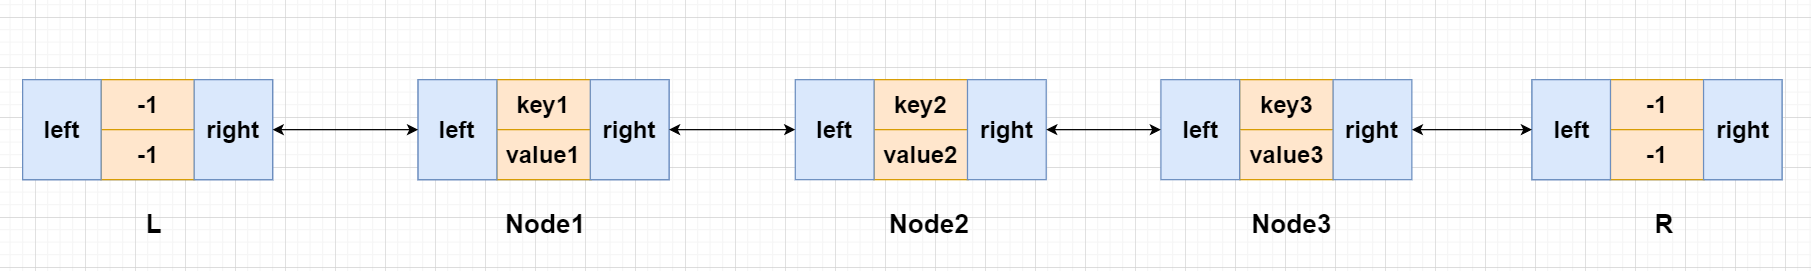 left -1 -1 right
left key1 value1 right
left key2 value2 right
left key3 value3 right
left -1 -1 right
L Node1 Node2 Node3 R